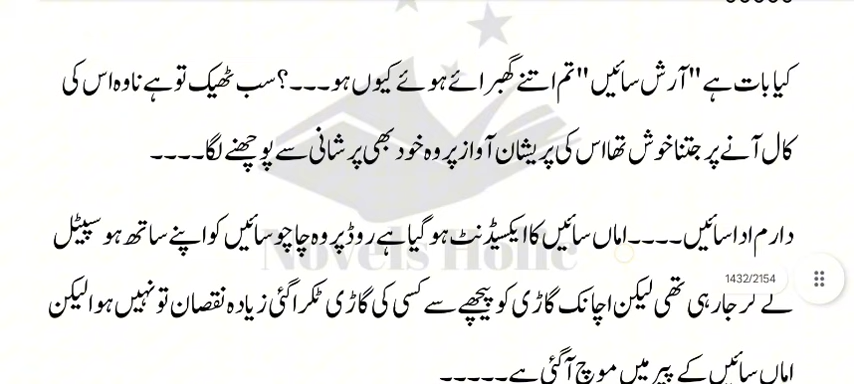 کیا بات ہے "آرش سائیں" تم اتنے گھبرائے ہوئے کیوں ہو۔۔۔؟ سب ٹھیک تو ہے نا وہ اس کی
کال آنے پر جتنا خوش تھا اس کی پریشان آواز پر وہ خود بھی پرشانی سے پوچھنے لگا۔۔۔۔
دارم ادا سائیں۔۔۔۔اماں سائیں کا ایکسیڈنٹ ہو گیا ہے روڈ پر وہ چاچو سائیں کو اپنے ساتھ ہوسپیٹل
Novels Holic
1432/2154
لے کر جا رہی تھی لیکن اچانک گاڑی کو پیچھے سے کسی کی گاڑی ٹکرا گئی زیادہ نقصان تو نہیں ہوا لیکن
اماں سائیں کے پیر میں موچ آ گئی ہے۔۔۔۔۔